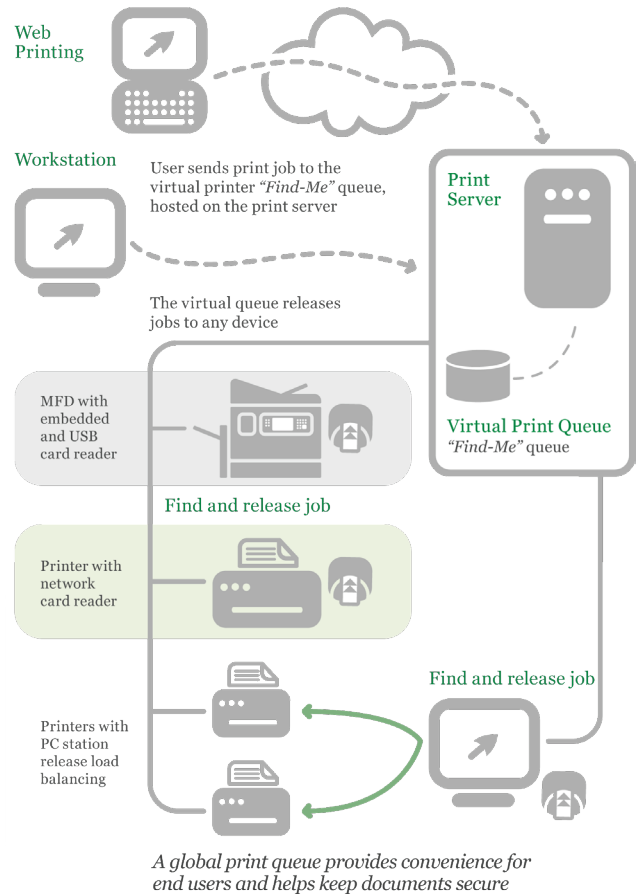 Web
Printing
Workstation
User sends print job to the
virtual printer “Find-Me” queue,
hosted on the print server
Print
Server
The virtual queue releases
jobs to any device
MFD with
embedded
and USB
card reader
Virtual Print Queue
“Find-Me” queue
Find and release job
Printer with
network
card reader
Find and release job
Printers with
PC station
release load
balancing
A global print queue provides convenience for
end users and helps keep documents secure